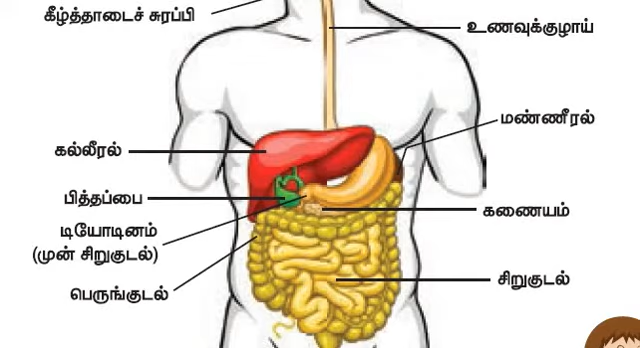 கீழ்த்தாடைச் சுரப்பி
உணவுக்குழாய்
மண்ணீரல்
கல்லீரல்
பித்தப்பை
கணையம்
டியோடினம்
(முன் சிறுகுடல்)
சிறுகுடல்
பெருங்குடல்